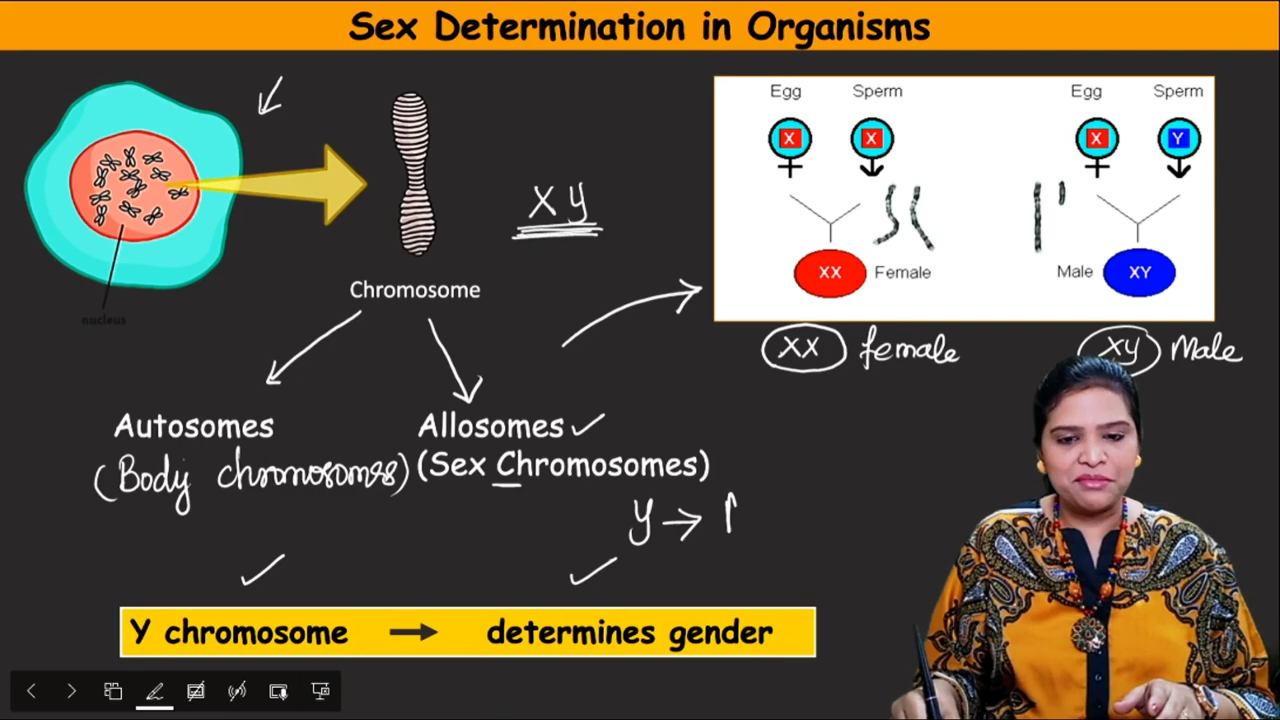 Sex Determination in Organisms
nucleus
Chromosome
X Y
Egg Sperm
X X
XX Female
Egg Sperm
X Y
Male XY
XX female
XY Male
Autosomes
(Body chromosomes)
Allosomes
(Sex Chromosomes)
Y →
Y chromosome → determines gender